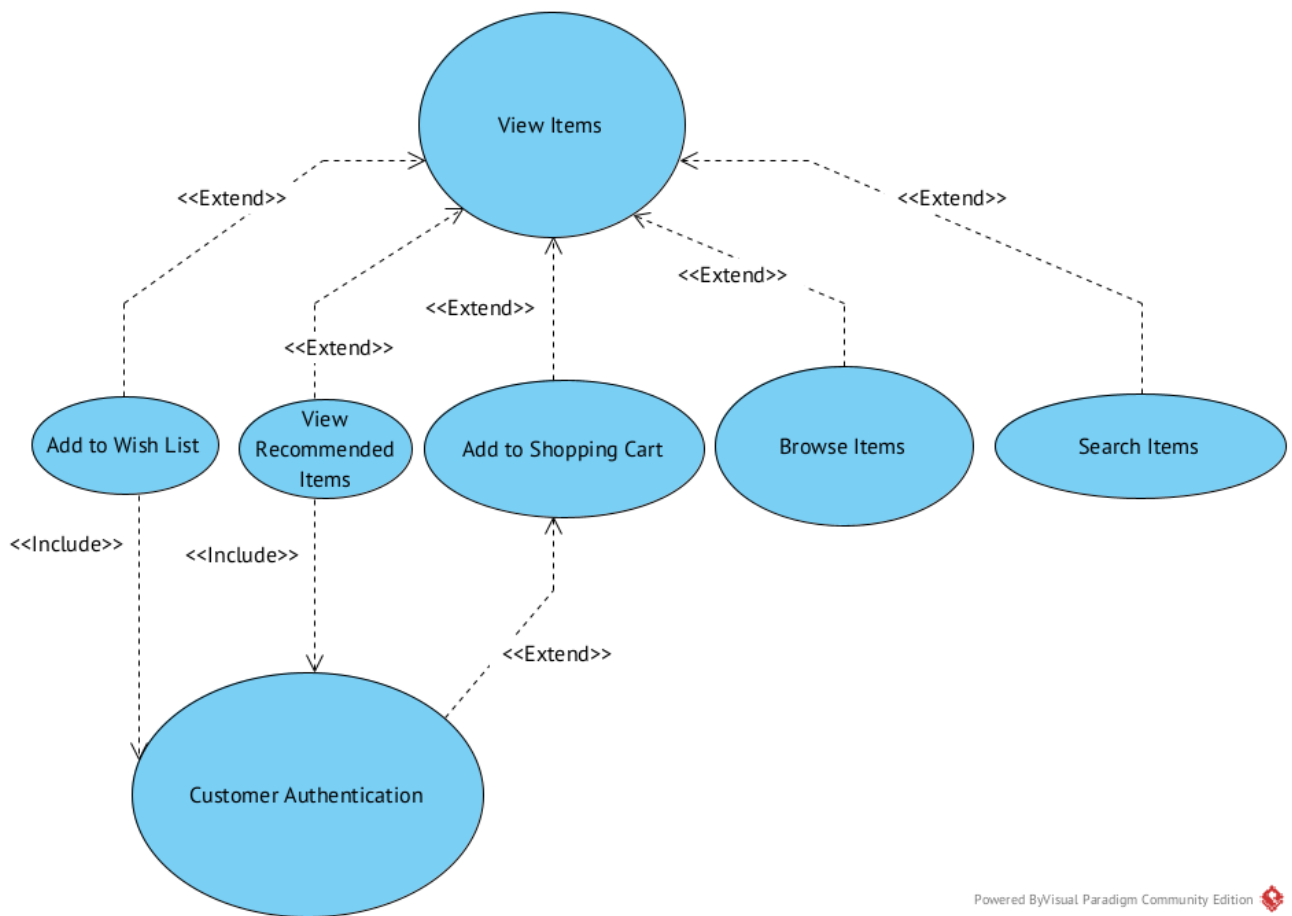 View Items
<<Extend>>
<<Extend>>
<<Extend>>
<<Extend>>
<<Extend>>
Add to Wish List
View
Recommended
Items
Add to Shopping Cart
Browse Items
Search Items
<<Include>>
<<Include>>
<<Extend>>
Customer Authentication
Powered ByVisual Paradigm Community Edition